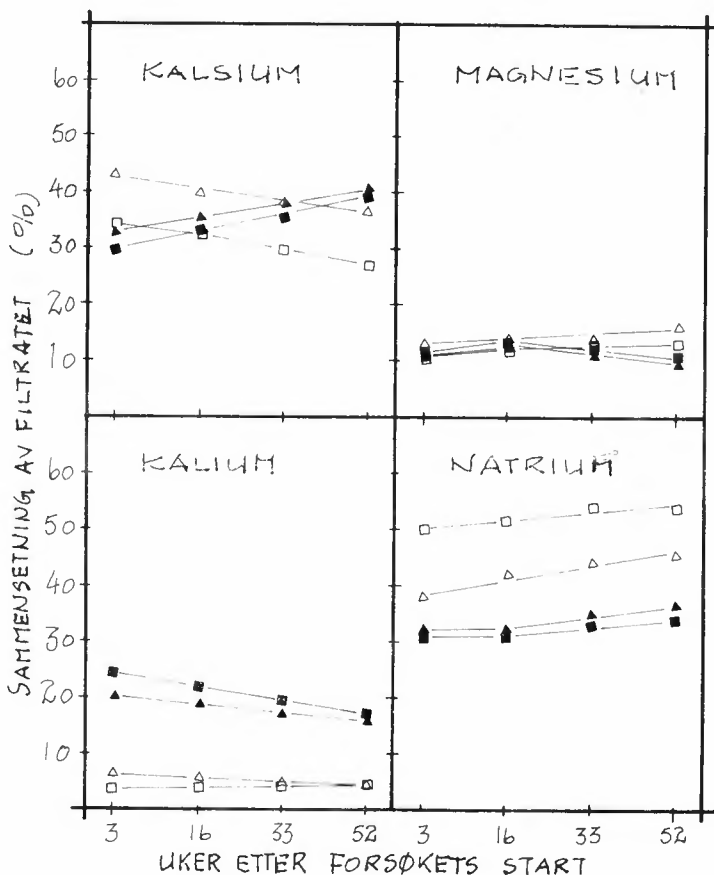 KALSIUM
MAGNESIUM
60
50
40
30
20
10
KALIUM
NATRIUM
60
50
40
30
20
10
3 16 33 52
3 16 33 52
UKER ETTER FORSØKETS START
SAMMENSETNING AV FILTRATET (%)